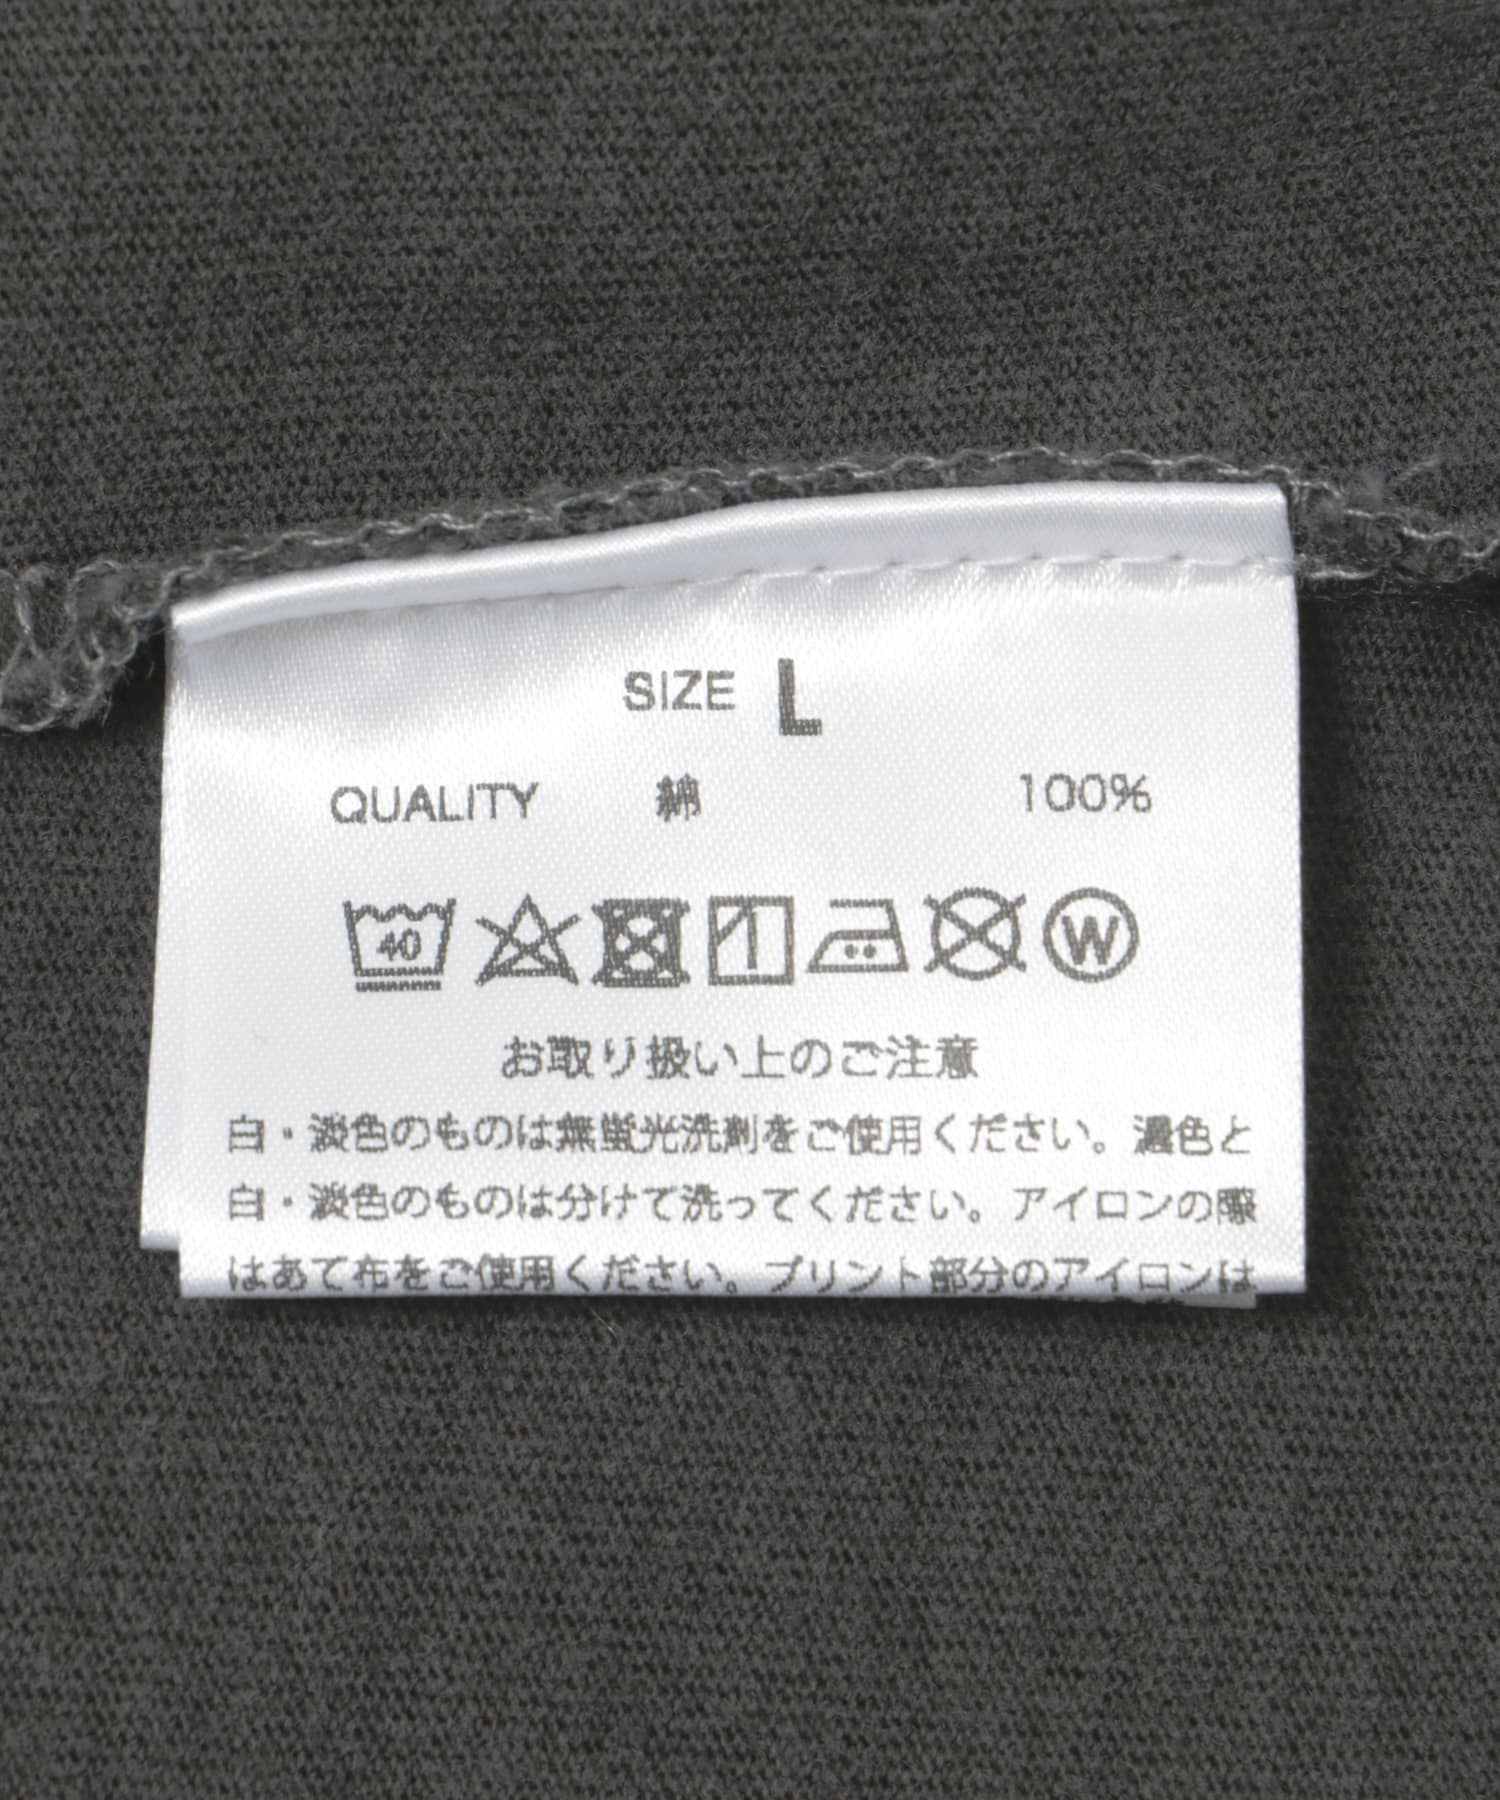 SIZE L
QUALITY 綿 100%
40 W
お取り扱い上のご注意
白・淡色のものは無蛍光洗剤をご使用ください。濃色と
白・淡色のものは分けて洗ってください。アイロンの際
はあて布をご使用ください。プリント部分のアイロンは